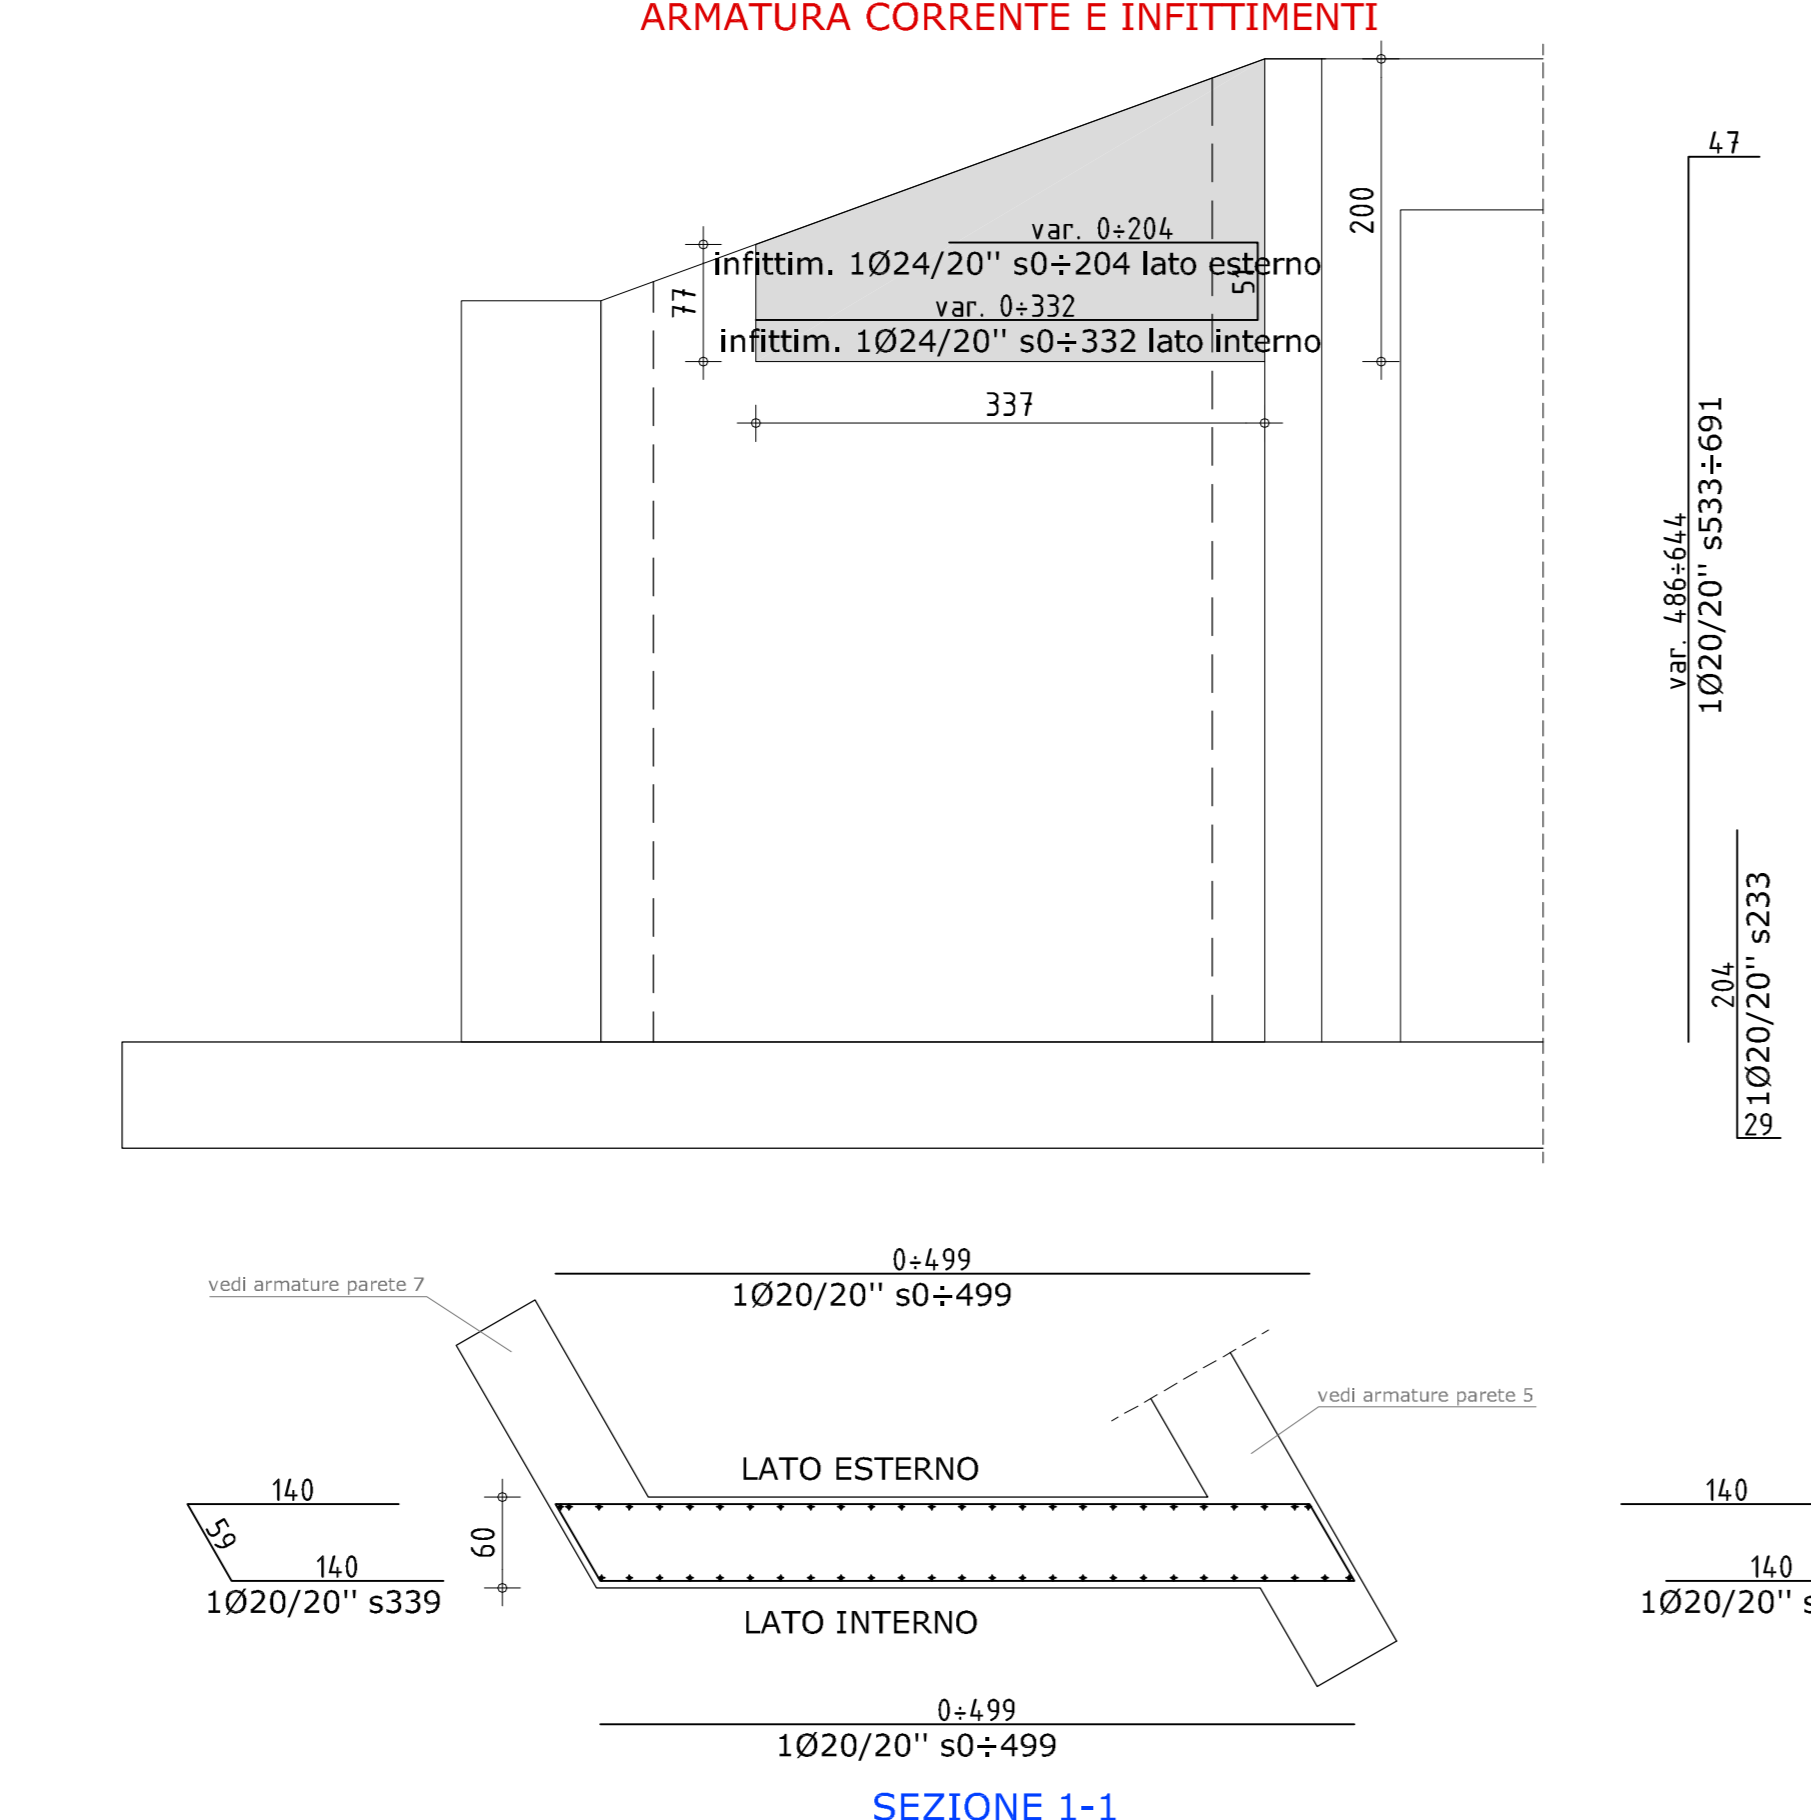 ARMATURA CORRENTE E INFITTIMENTI
47
200
var. 0÷204
infittim. 1Ø24/20" s0÷204 lato esterno
51
77
var. 0÷332
infittim. 1Ø24/20" s0÷332 lato interno
337
var. 486÷644
1Ø20/20" s533÷691
204
1Ø20/20" s233
29
0÷499
1Ø20/20" s0÷499
vedi armature parete 7
vedi armature parete 5
LATO ESTERNO
140
59
140
1Ø20/20" s339
60
140
140
1Ø20/20"
LATO INTERNO
0÷499
1Ø20/20" s0÷499
SEZIONE 1-1